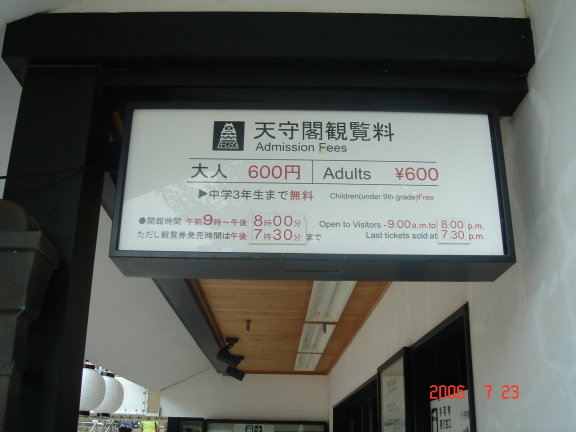 天守閣観覧料
Admission Fees
大人 600円 Adults ¥600
▶中学3年生まで無料 Children(under 9th grade)Free
●開館時間 午前9時~午後8時00分 Open to Visitors - 9:00a.m.to 8:00 p.m.
ただし観覧券発売時間は午後7時30分まで Last tickets sold at 7:30 p.m.
2006 7 23